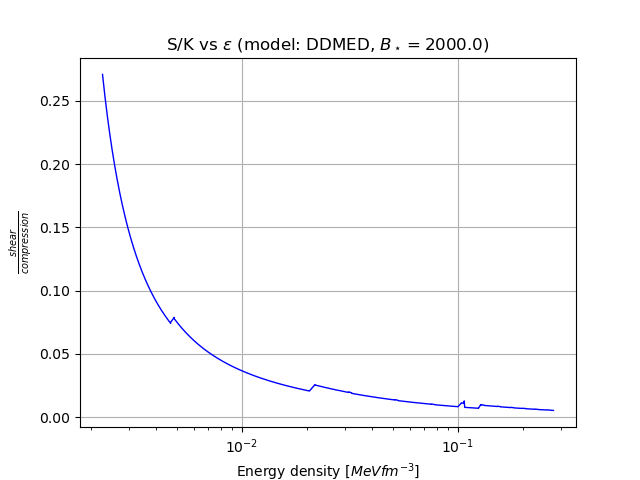 S/K vs ε (model: DDMED, B⋆ = 2000.0)
0.25
0.20
0.15
0.10
0.05
0.00
shear
compression
10⁻² 10⁻¹
Energy density [MeVfm⁻³]